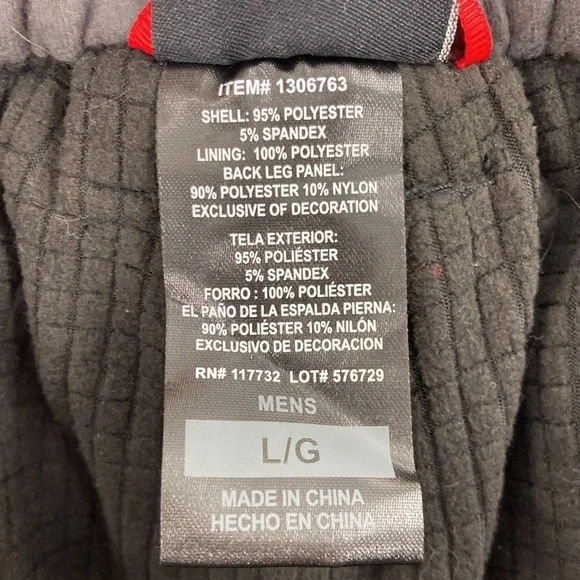 ITEM# 1306763
SHELL: 95% POLYESTER
5% SPANDEX
LINING: 100% POLYESTER
BACK LEG PANEL:
90% POLYESTER 10% NYLON
EXCLUSIVE OF DECORATION
TELA EXTERIOR:
95% POLIÉSTER
5% SPANDEX
FORRO : 100% POLIÉSTER
EL PAÑO DE LA ESPALDA PIERNA:
90% POLIÉSTER 10% NILÓN
EXCLUSIVO DE DECORACIÓN
RN# 117732 LOT# 576729
MENS
L/G
MADE IN CHINA
HECHO EN CHINA